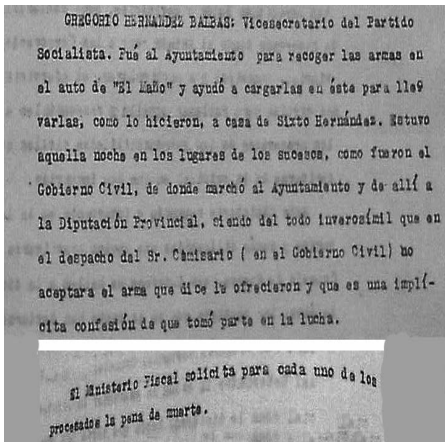 GREGORIO HERNANDEZ BALBAS: Vicesecretario del Partido
Socialista. Fué al Ayuntamiento para recoger las armas en
el auto de "El Maño" y ayudó a cargarlas en éste para lle9
varlas, como lo hicieron, a casa de Sixto Hernández. Estuvo
aquella noche en los lugares de los sucesos, como fueron el
Gobierno Civil, de donde marchó al Ayuntamiento y de allí a
la Diputación Provincial, siendo del todo inverosímil que en
el despacho del Sr. Comisario ( en el Gobierno Civil) no
aceptara el arma que dice le ofrecieron y que es una implí-
cita confesión de que tomó parte en la lucha.
El Ministerio Fiscal solicita para cada uno de los
procesados la pena de muerte.